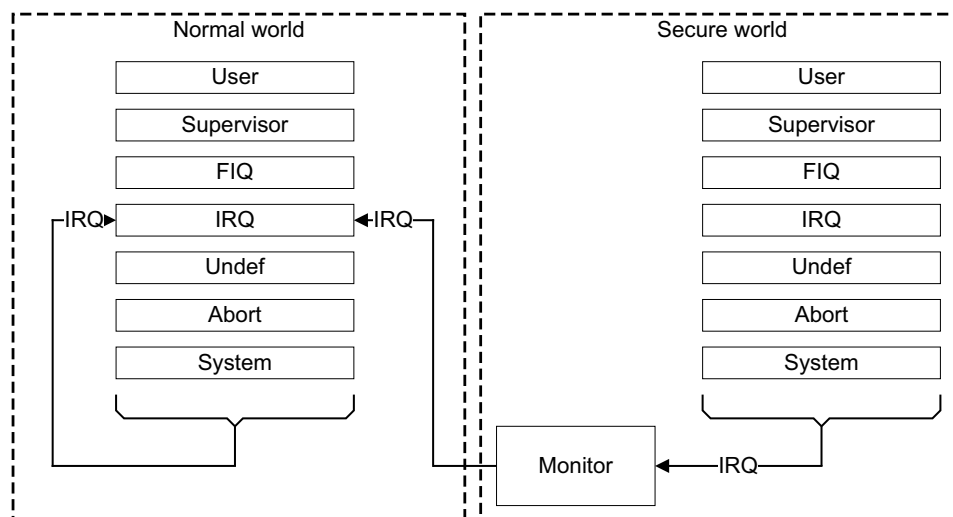 Normal world
User
Supervisor
FIQ
IRQ
IRQ
IRQ
Undef
Abort
System
Secure world
User
Supervisor
FIQ
IRQ
Undef
Abort
System
Monitor
IRQ